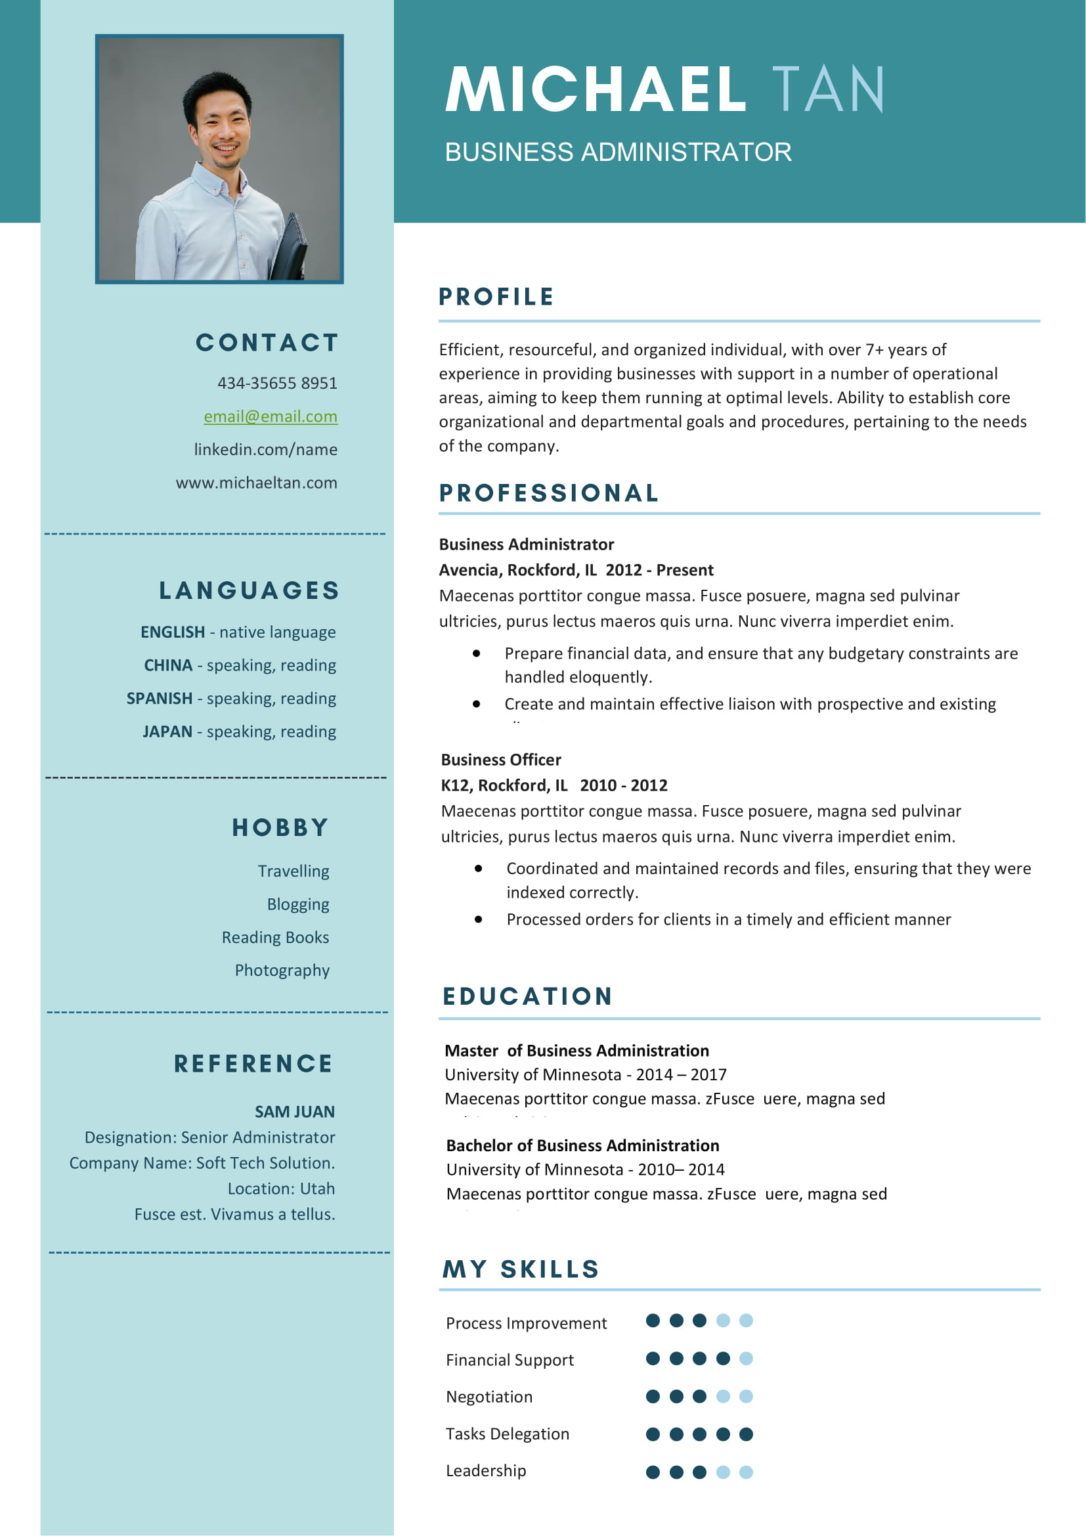 MICHAEL TAN
BUSINESS ADMINISTRATOR
CONTACT
434-35655 8951
email@email.com
linkedin.com/name
www.michaeltan.com
LANGUAGES
ENGLISH - native language
CHINA - speaking, reading
SPANISH - speaking, reading
JAPAN - speaking, reading
HOBBY
Travelling
Blogging
Reading Books
Photography
REFERENCE
SAM JUAN
Designation: Senior Administrator
Company Name: Soft Tech Solution.
Location: Utah
Fusce est. Vivamus a tellus.
PROFILE
Efficient, resourceful, and organized individual, with over 7+ years of
experience in providing businesses with support in a number of operational
areas, aiming to keep them running at optimal levels. Ability to establish core
organizational and departmental goals and procedures, pertaining to the needs
of the company.
PROFESSIONAL
Business Administrator
Avencia, Rockford, IL  2012 - Present
Maecenas porttitor congue massa. Fusce posuere, magna sed pulvinar
ultricies, purus lectus maeros quis urna. Nunc viverra imperdiet enim.
● Prepare financial data, and ensure that any budgetary constraints are
handled eloquently.
● Create and maintain effective liaison with prospective and existing
Business Officer
K12, Rockford, IL   2010 - 2012
Maecenas porttitor congue massa. Fusce posuere, magna sed pulvinar
ultricies, purus lectus maeros quis urna. Nunc viverra imperdiet enim.
● Coordinated and maintained records and files, ensuring that they were
indexed correctly.
● Processed orders for clients in a timely and efficient manner
EDUCATION
Master  of Business Administration
University of Minnesota - 2014 – 2017
Maecenas porttitor congue massa. zFusce  uere, magna sed
Bachelor of Business Administration
University of Minnesota - 2010– 2014
Maecenas porttitor congue massa. zFusce  uere, magna sed
MY SKILLS
Process Improvement
Financial Support
Negotiation
Tasks Delegation
Leadership